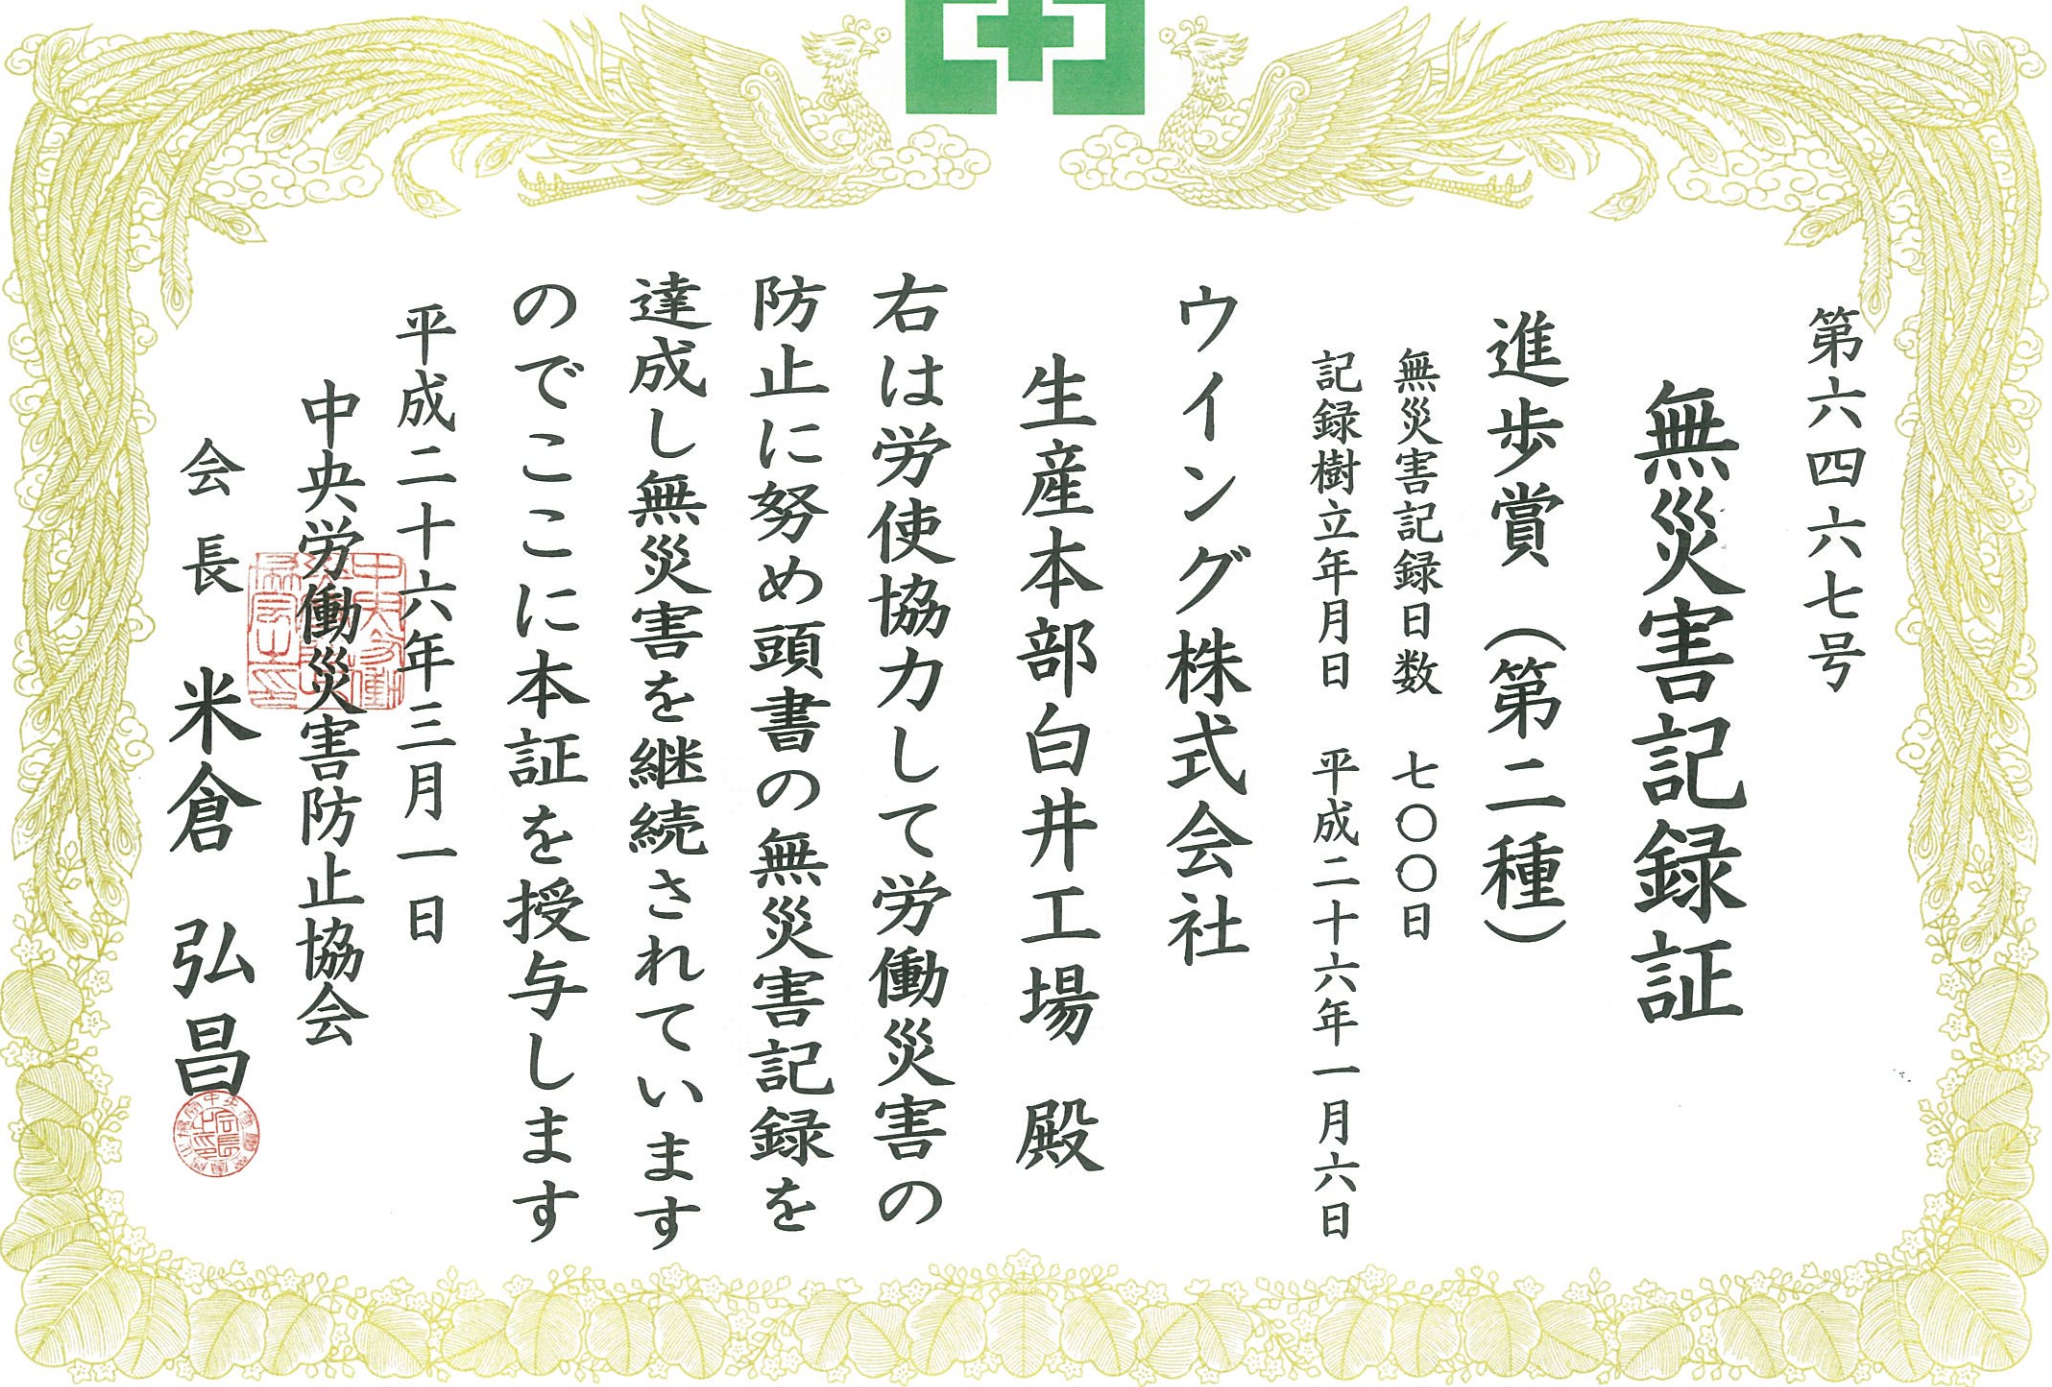 第六四六七号
無災害記録証
進歩賞（第二種）
無災害記録日数　七〇〇日
記録樹立年月日　平成二十六年一月六日
ウイング株式会社
生産本部白井工場　殿
右は労使協力して労働災害の
防止に努め頭書の無災害記録を
達成し無災害を継続されています
のでここに本証を授与します
平成二十六年三月一日
中央労働災害防止協会
会長　米倉　弘昌